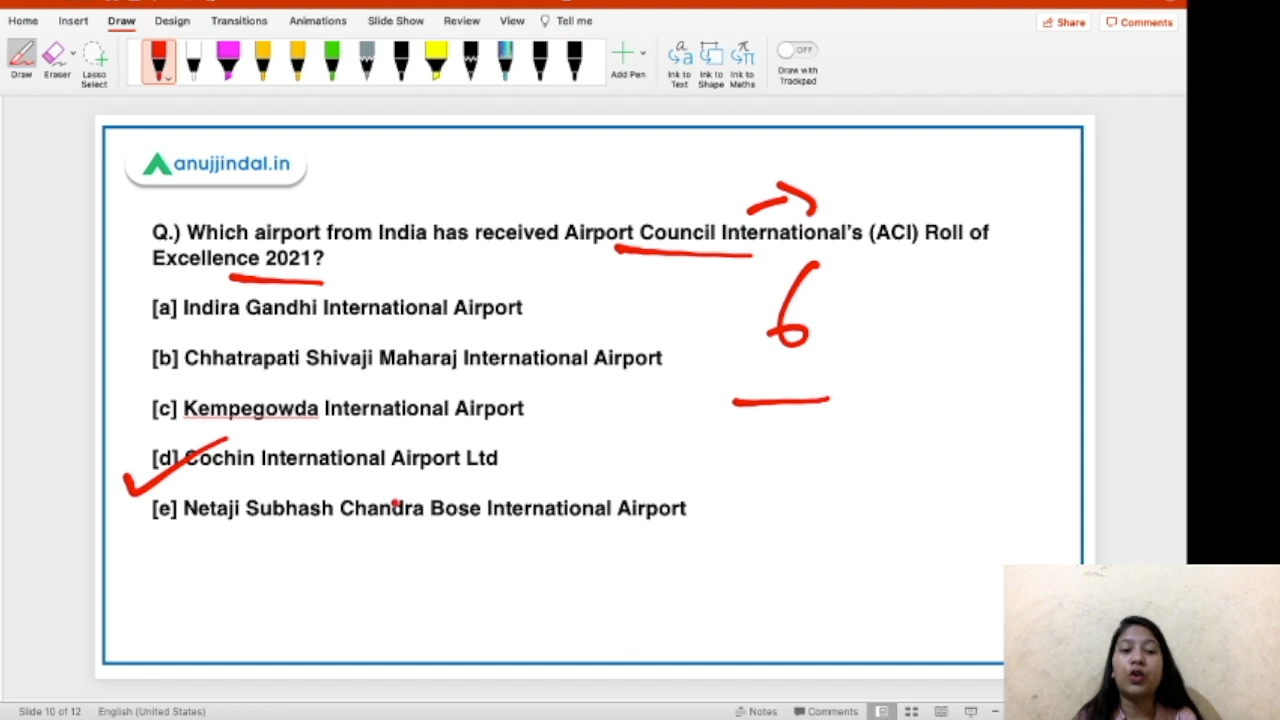 Home Insert Draw Design Transitions Animations Slide Show Review View Tell me Share Comments
Draw Eraser Lasso Select Add Pen Ink to Text Ink to Shape Ink to Maths OFF Draw with Trackpad
anujjindal.in
Q.) Which airport from India has received Airport Council International's (ACI) Roll of
Excellence 2021?
[a] Indira Gandhi International Airport
6
[b] Chhatrapati Shivaji Maharaj International Airport
[c] Kempegowda International Airport
[d] Cochin International Airport Ltd
[e] Netaji Subhash Chandra Bose International Airport
Slide 10 of 12 English (United States) Notes Comments